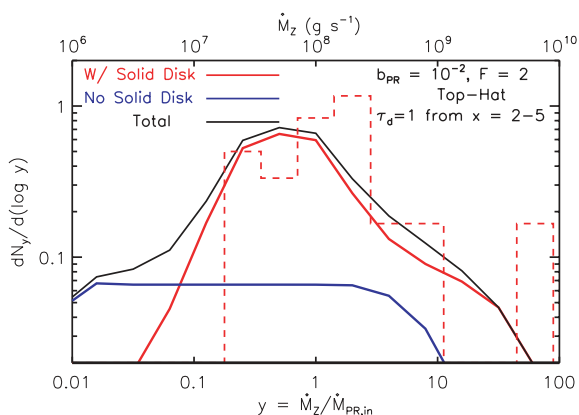 Ṁ_Z (g s⁻¹)
10⁶ 10⁷ 10⁸ 10⁹ 10¹⁰
W/ Solid Disk
No Solid Disk
Total
b_PR = 10⁻², F = 2
Top-Hat
τ_d=1 from x = 2-5
dN_y/d(log y)
1
0.1
0.01 0.1 1 10 100
y = Ṁ_Z/Ṁ_PR,in